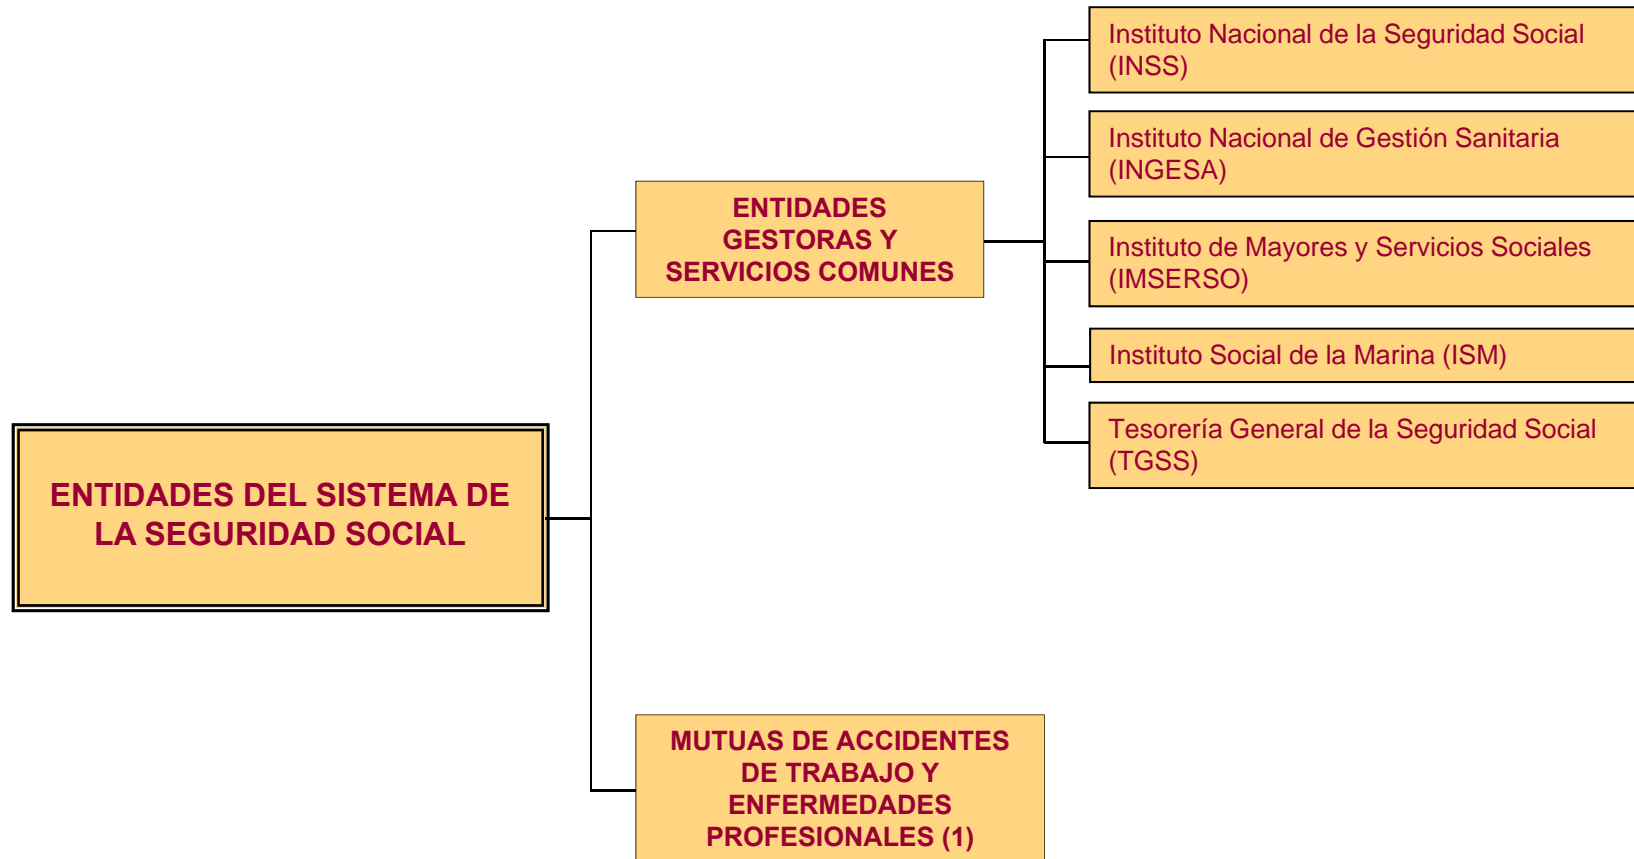 ENTIDADES DEL SISTEMA DE
LA SEGURIDAD SOCIAL
ENTIDADES
GESTORAS Y
SERVICIOS COMUNES
Instituto Nacional de la Seguridad Social
(INSS)
Instituto Nacional de Gestión Sanitaria
(INGESA)
Instituto de Mayores y Servicios Sociales
(IMSERSO)
Instituto Social de la Marina (ISM)
Tesorería General de la Seguridad Social
(TGSS)
MUTUAS DE ACCIDENTES
DE TRABAJO Y
ENFERMEDADES
PROFESIONALES (1)